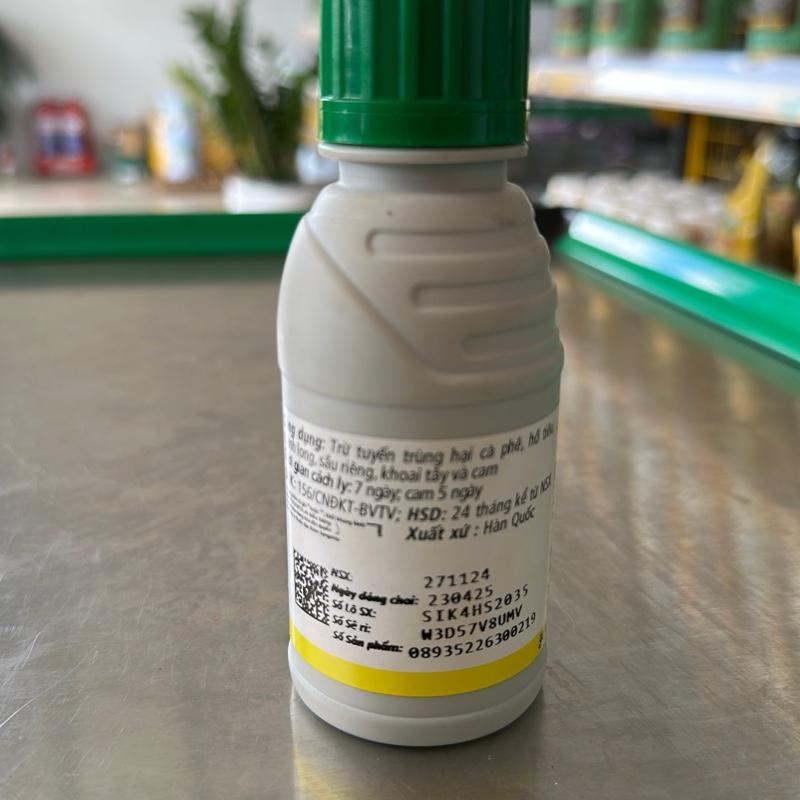 dụng: Trừ tuyến trùng hại cà phê, hồ tiêu,
long, sầu riêng, khoai tây và cam
gian cách ly: 7 ngày; cam 5 ngày
156/CNĐKT-BVTV; HSD: 24 tháng kể từ NSX
Xuất xứ : Hàn Quốc
NSX: 271124
Ngày đóng chai: 230425
Số Lô SX: SIK4HS2035
Số Sê ri: W3D57V8UMV
Số Sản phẩm: 08935226300219